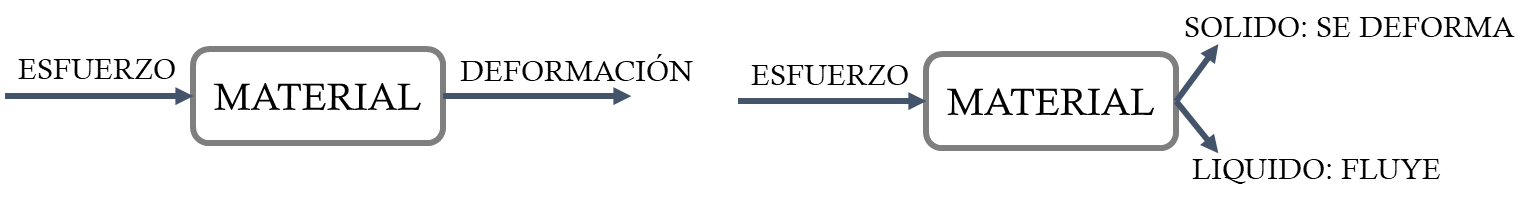 ESFUERZO
MATERIAL
DEFORMACIÓN
ESFUERZO
MATERIAL
SOLIDO: SE DEFORMA
LIQUIDO: FLUYE